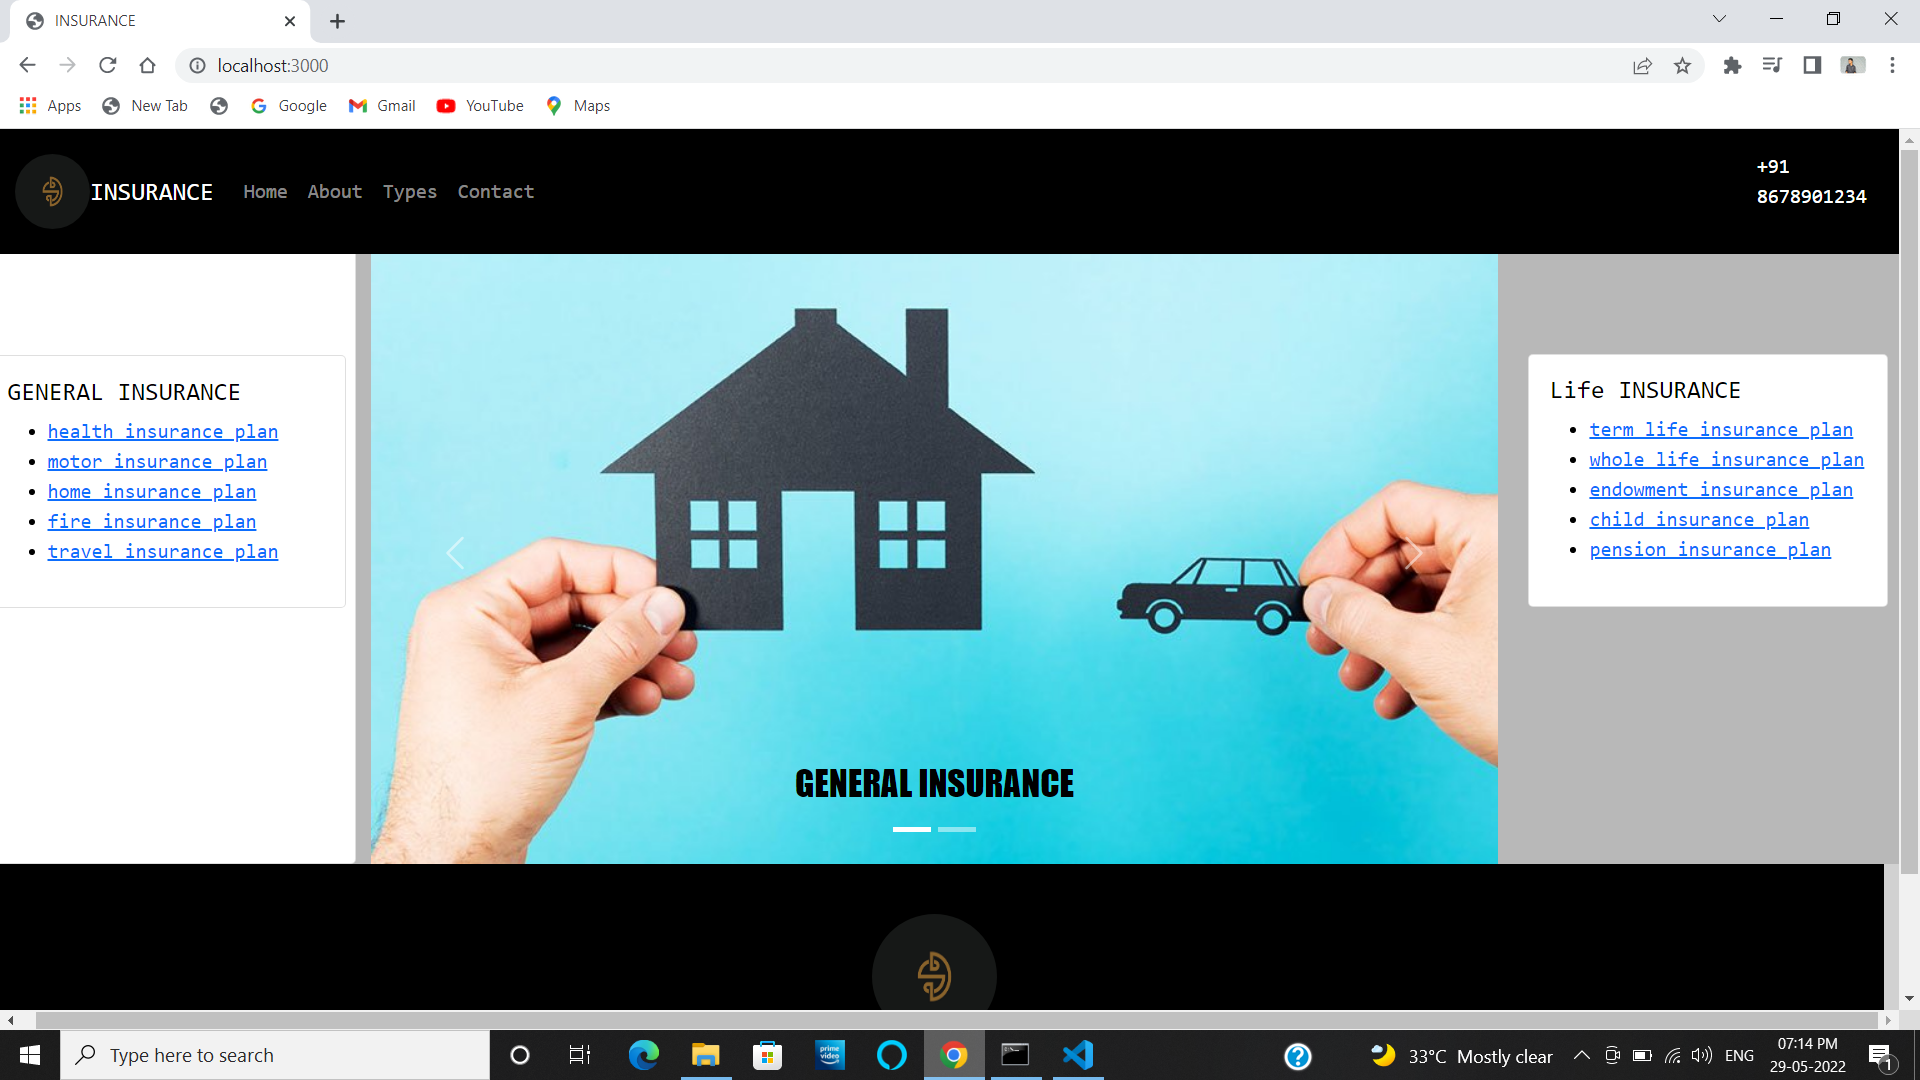 INSURANCE
localhost:3000
Apps
New Tab
Google
Gmail
YouTube
Maps
INSURANCE
Home
About
Types
Contact
+91
8678901234
GENERAL INSURANCE
health insurance plan
motor insurance plan
home insurance plan
fire insurance plan
travel insurance plan
GENERAL INSURANCE
Life INSURANCE
term life insurance plan
whole life insurance plan
endowment insurance plan
child insurance plan
pension insurance plan
Type here to search
prime video
33°C Mostly clear
ENG
07:14 PM
29-05-2022
1